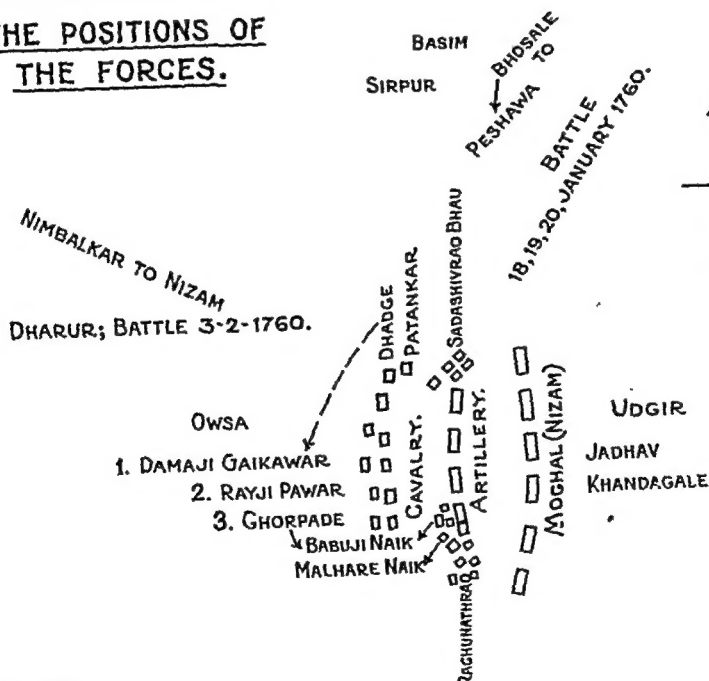 THE POSITIONS OF
THE FORCES.
BASIM
SIRPUR
BHOSALE
TO
PESHAWA
BATTLE
18, 19, 20, JANUARY 1760.
NIMBALKAR TO NIZAM
DHARUR; BATTLE 3-2-1760.
DHADGE
PATANKAR
SADASHIVRAO BHAU
OWSA
1. DAMAJI GAIKAWAR
2. RAYJI PAWAR
3. GHORPADE
BABUJI NAIK
MALHARE NAIK
CAVALRY.
ARTILLERY.
RAGHUNATHRAO
MOGHAL (NIZAM)
UDGIR
JADHAV
KHANDAGALE